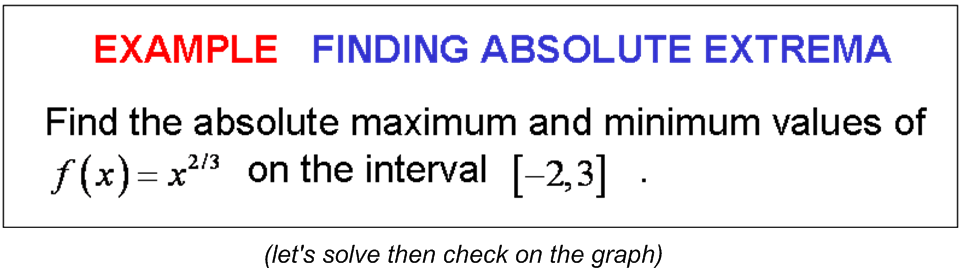 EXAMPLE FINDING ABSOLUTE EXTREMA
Find the absolute maximum and minimum values of
f(x) = x^{2/3} on the interval [-2,3] .
(let's solve then check on the graph)